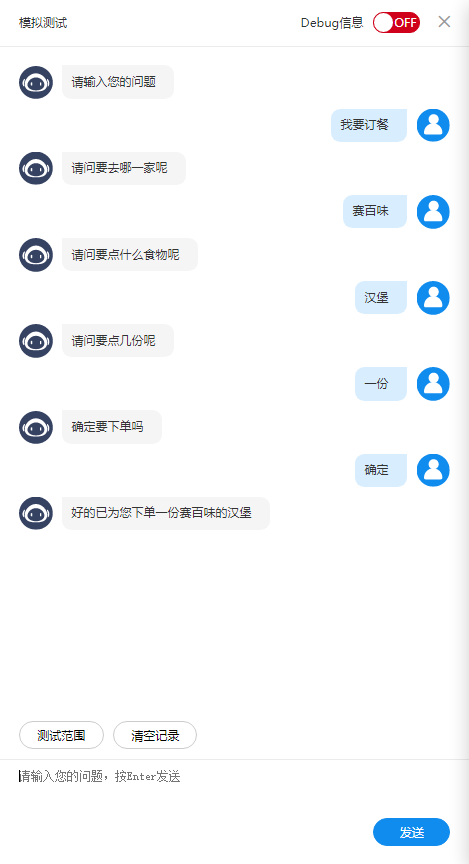 模拟测试 Debug信息 OFF
请输入您的问题
我要订餐
请问要去哪一家呢
赛百味
请问要点什么食物呢
汉堡
请问要点几份呢
一份
确定要下单吗
确定
好的已为您下单一份赛百味的汉堡
测试范围 清空记录
请输入您的问题，按Enter发送
发送